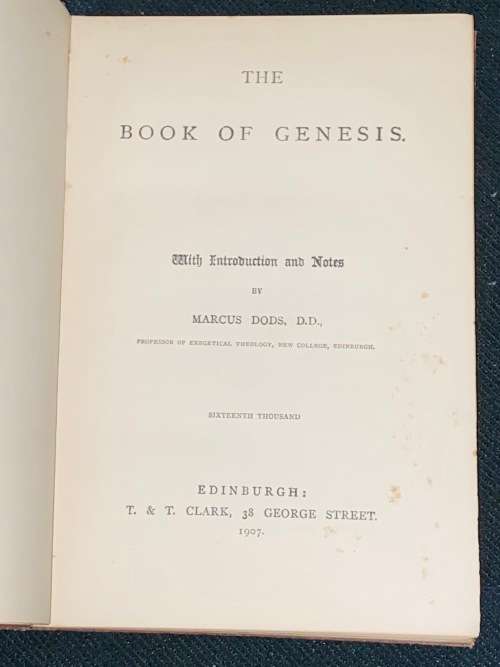 THE
BOOK OF GENESIS.
With Introduction and Notes
BY
MARCUS DODS, D.D.,
PROFESSOR OF EXEGETICAL THEOLOGY, NEW COLLEGE, EDINBURGH.
SIXTEENTH THOUSAND
EDINBURGH:
T. & T. CLARK, 38 GEORGE STREET.
1907.